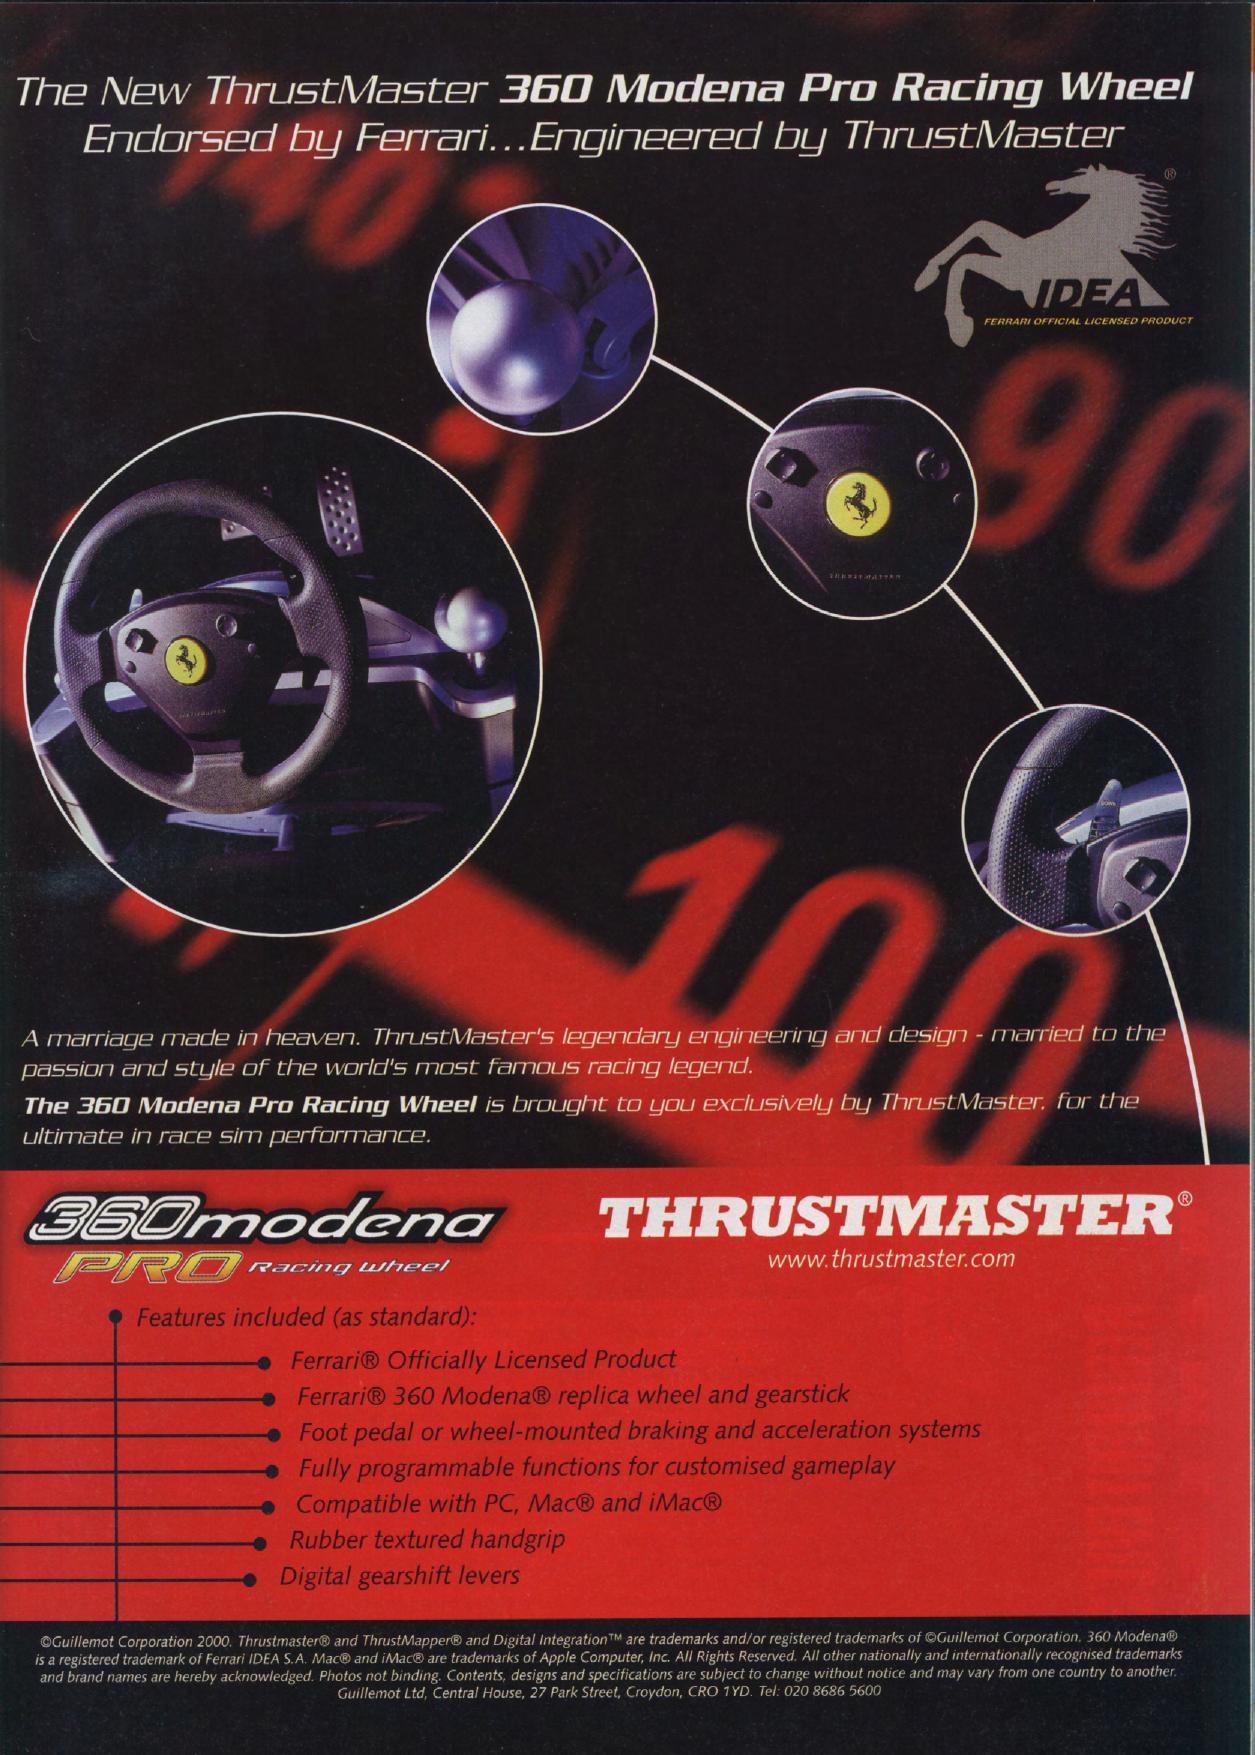 The New ThrustMaster 360 Modena Pro Racing Wheel
Endorsed by Ferrari...Engineered by ThrustMaster
®
IDEA
FERRARI OFFICIAL LICENSED PRODUCT
140
90
THRUSTMASTER
THRUSTMASTER
DOWN
100
A marriage made in heaven. ThrustMaster's legendary engineering and design - married to the
passion and style of the world's most famous racing legend.
The 360 Modena Pro Racing Wheel is brought to you exclusively by ThrustMaster, for the
ultimate in race sim performance.
360modena
PRO Racing Wheel
THRUSTMASTER®
www.thrustmaster.com
Features included (as standard):
Ferrari® Officially Licensed Product
Ferrari® 360 Modena® replica wheel and gearstick
Foot pedal or wheel-mounted braking and acceleration systems
Fully programmable functions for customised gameplay
Compatible with PC, Mac® and iMac®
Rubber textured handgrip
Digital gearshift levers
©Guillemot Corporation 2000. Thrustmaster® and ThrustMapper® and Digital Integration™ are trademarks and/or registered trademarks of ©Guillemot Corporation. 360 Modena®
is a registered trademark of Ferrari IDEA S.A. Mac® and iMac® are trademarks of Apple Computer, Inc. All Rights Reserved. All other nationally and internationally recognised trademarks
and brand names are hereby acknowledged. Photos not binding. Contents, designs and specifications are subject to change without notice and may vary from one country to another.
Guillemot Ltd, Central House, 27 Park Street, Croydon, CRO 1YD. Tel: 020 8686 5600